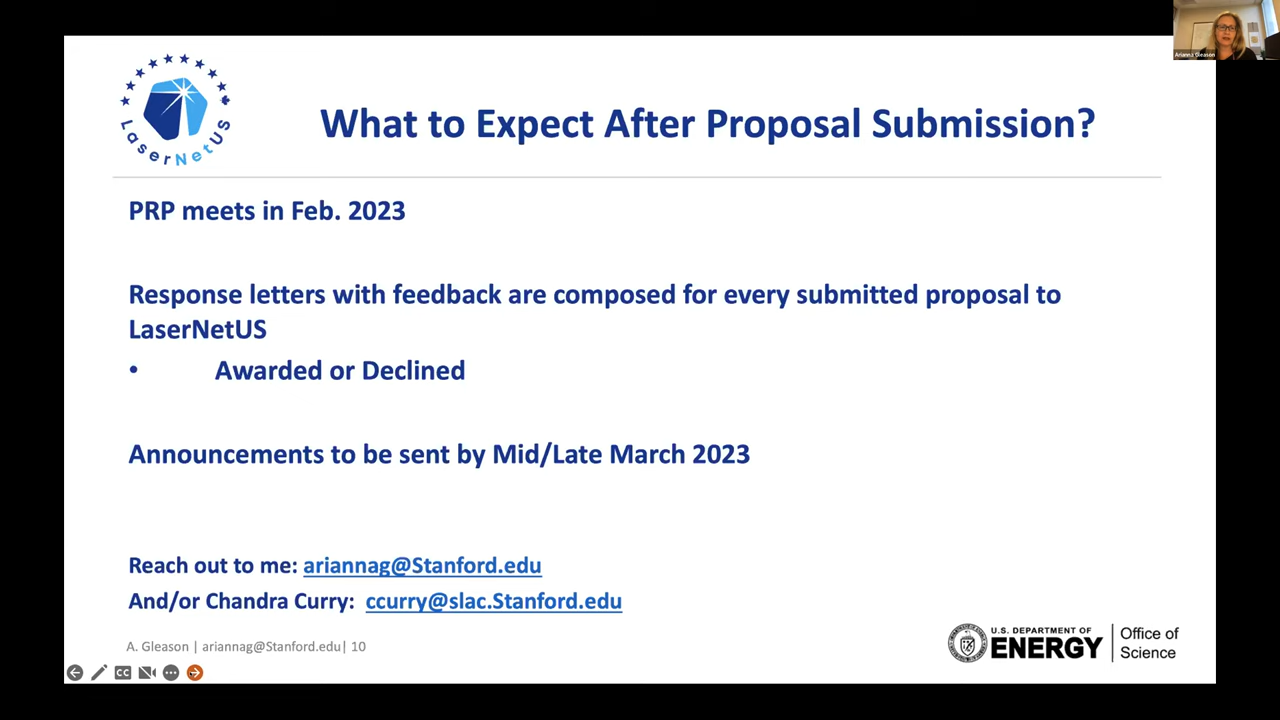 Arianna Gleason
LaserNetUS
What to Expect After Proposal Submission?
PRP meets in Feb. 2023
Response letters with feedback are composed for every submitted proposal to
LaserNetUS
• Awarded or Declined
Announcements to be sent by Mid/Late March 2023
Reach out to me: ariannag@Stanford.edu
And/or Chandra Curry: ccurry@slac.Stanford.edu
A. Gleason | ariannag@Stanford.edu| 10
U.S. DEPARTMENT OF
ENERGY
Office of
Science
CC